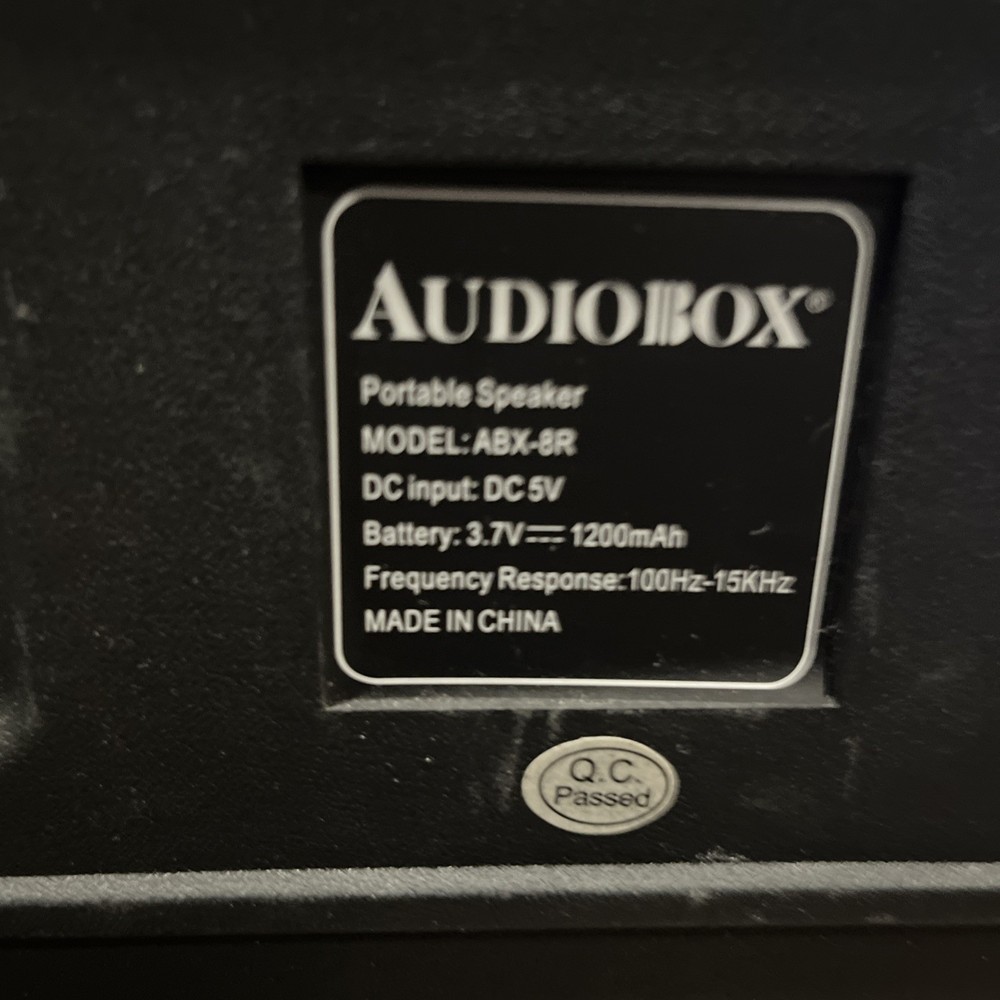 AUDIOBOX®
Portable Speaker
MODEL: ABX-8R
DC input: DC 5V
Battery: 3.7V⎓1200mAh
Frequency Response:100Hz-15KHz
MADE IN CHINA
Q.C.
Passed